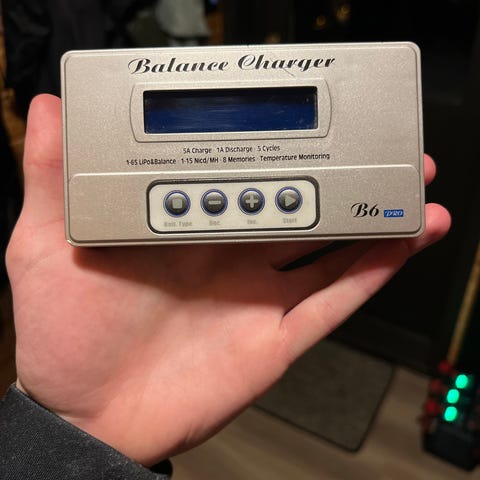 Balance Charger
5A Charge · 1A Discharge · 5 Cycles
1-6S LiPo&Balance · 1-15 Nicd/MH · 8 Memories · Temperature Monitoring
Batt. Type Dec. Inc. Start
B6 PRO